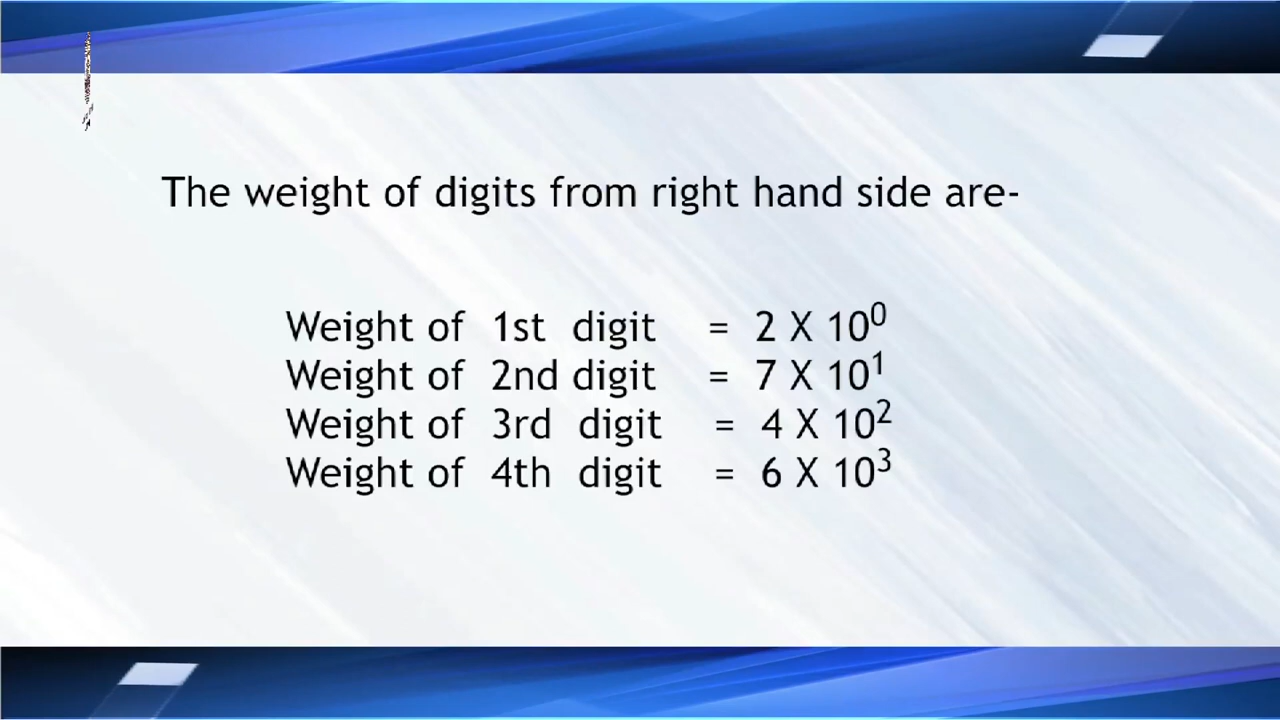 The weight of digits from right hand side are-
Weight of 1st digit = 2 X 10⁰
Weight of 2nd digit = 7 X 10¹
Weight of 3rd digit = 4 X 10²
Weight of 4th digit = 6 X 10³